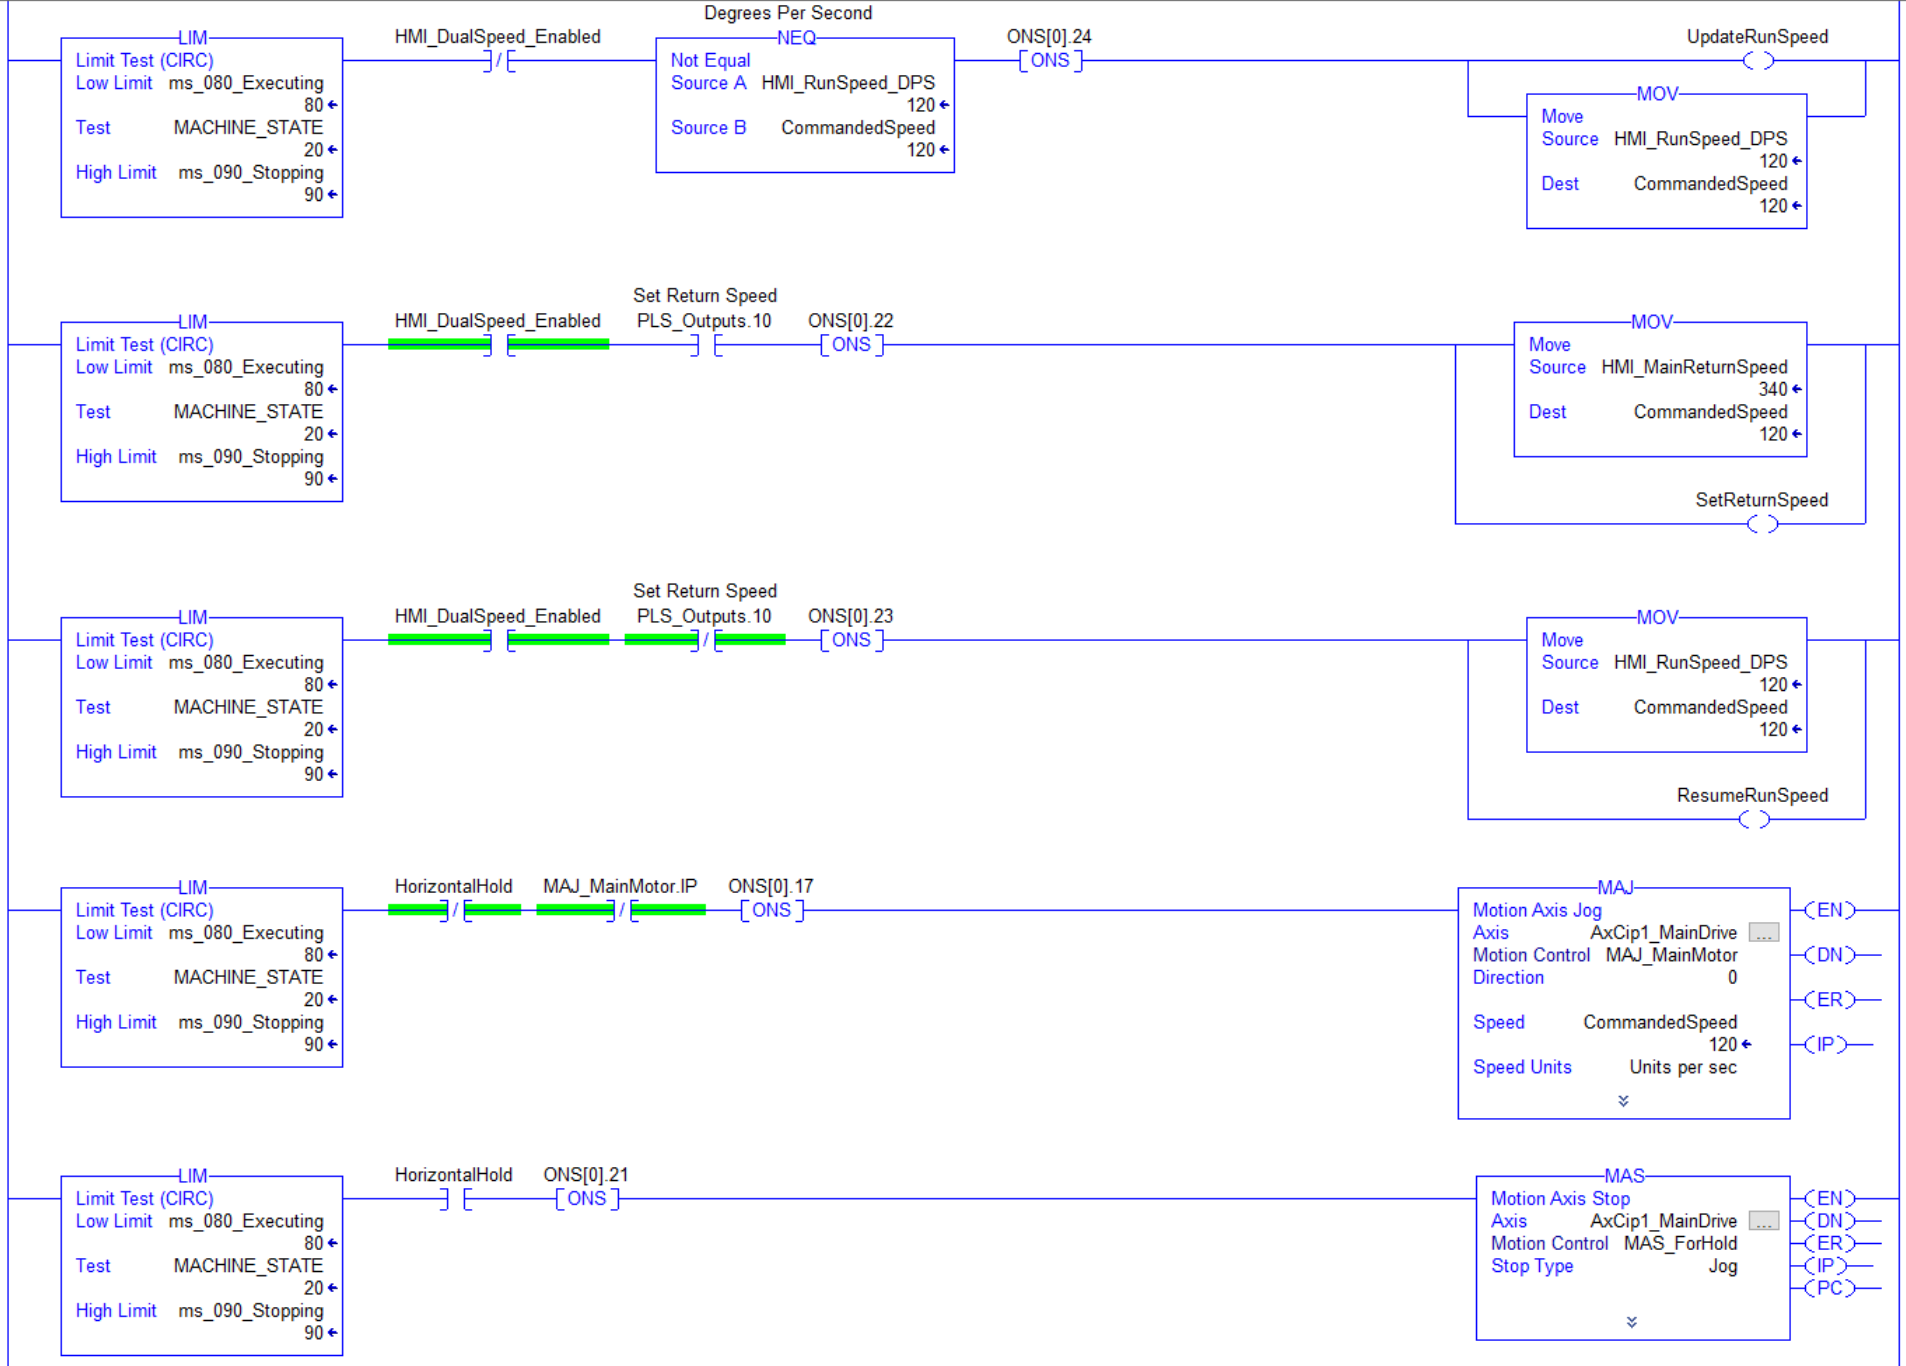 Degrees Per Second
LIM
Limit Test (CIRC)
Low Limit ms_080_Executing
80
Test MACHINE_STATE
20
High Limit ms_090_Stopping
90
HMI_DualSpeed_Enabled
/
NEQ
Not Equal
Source A HMI_RunSpeed_DPS
120
Source B CommandedSpeed
120
ONS[0].24
ONS
UpdateRunSpeed
MOV
Move
Source HMI_RunSpeed_DPS
120
Dest CommandedSpeed
120
LIM
Limit Test (CIRC)
Low Limit ms_080_Executing
80
Test MACHINE_STATE
20
High Limit ms_090_Stopping
90
HMI_DualSpeed_Enabled
Set Return Speed
PLS_Outputs.10
ONS[0].22
ONS
MOV
Move
Source HMI_MainReturnSpeed
340
Dest CommandedSpeed
120
SetReturnSpeed
LIM
Limit Test (CIRC)
Low Limit ms_080_Executing
80
Test MACHINE_STATE
20
High Limit ms_090_Stopping
90
HMI_DualSpeed_Enabled
Set Return Speed
PLS_Outputs.10
/
ONS[0].23
ONS
MOV
Move
Source HMI_RunSpeed_DPS
120
Dest CommandedSpeed
120
ResumeRunSpeed
LIM
Limit Test (CIRC)
Low Limit ms_080_Executing
80
Test MACHINE_STATE
20
High Limit ms_090_Stopping
90
HorizontalHold
/
MAJ_MainMotor.IP
/
ONS[0].17
ONS
MAJ
Motion Axis Jog
Axis AxCip1_MainDrive ...
Motion Control MAJ_MainMotor
Direction 0
Speed CommandedSpeed
120
Speed Units Units per sec
EN
DN
ER
IP
LIM
Limit Test (CIRC)
Low Limit ms_080_Executing
80
Test MACHINE_STATE
20
High Limit ms_090_Stopping
90
HorizontalHold
ONS[0].21
ONS
MAS
Motion Axis Stop
Axis AxCip1_MainDrive ...
Motion Control MAS_ForHold
Stop Type Jog
EN
DN
ER
IP
PC